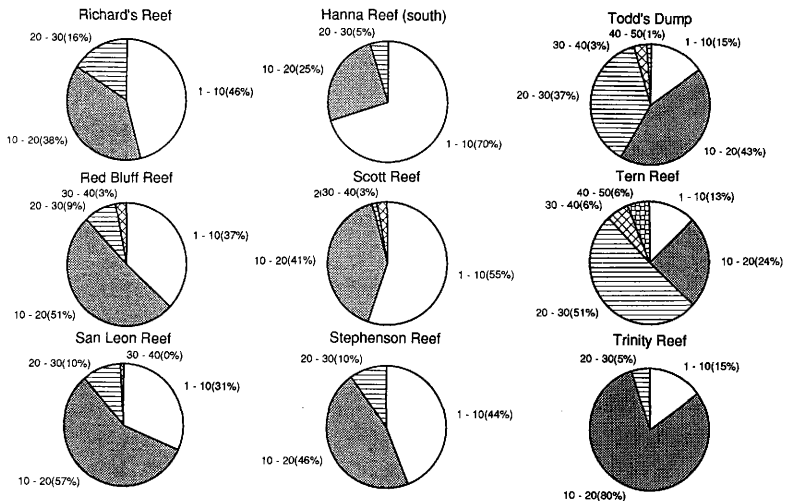 Richard's Reef
20 - 30(16%)
1 - 10(46%)
10 - 20(38%)
Hanna Reef (south)
20 - 30(5%)
10 - 20(25%)
1 - 10(70%)
Todd's Dump
40 - 50(1%)
30 - 40(3%)
1 - 10(15%)
20 - 30(37%)
10 - 20(43%)
Red Bluff Reef
30 - 40(3%)
20 - 30(9%)
1 - 10(37%)
10 - 20(51%)
Scott Reef
30 - 40(3%)
10 - 20(41%)
1 - 10(55%)
Tern Reef
40 - 50(6%)
30 - 40(6%)
1 - 10(13%)
10 - 20(24%)
20 - 30(51%)
San Leon Reef
30 - 40(0%)
20 - 30(10%)
1 - 10(31%)
10 - 20(57%)
Stephenson Reef
20 - 30(10%)
1 - 10(44%)
10 - 20(46%)
Trinity Reef
20 - 30(5%)
1 - 10(15%)
10 - 20(80%)